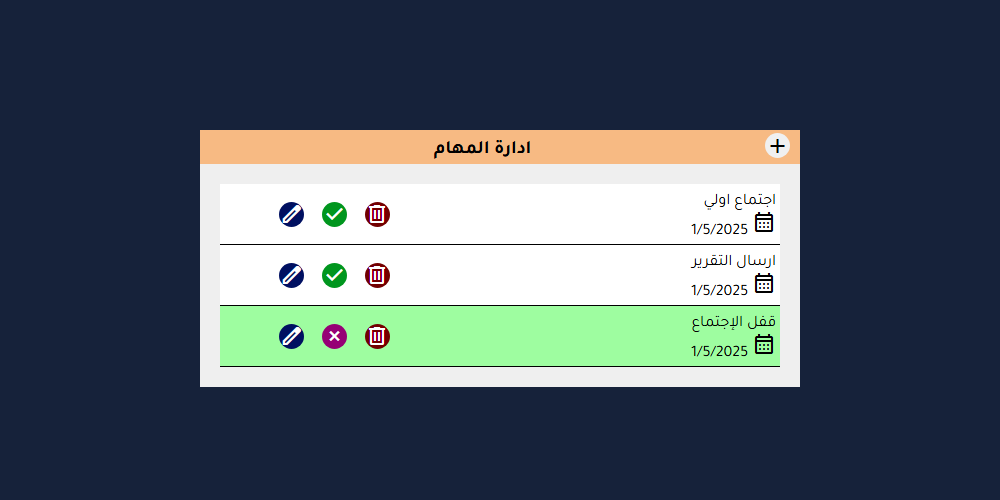 ادارة المهام
اجتماع اولي
1/5/2025
ارسال التقرير
1/5/2025
قفل الإجتماع
1/5/2025